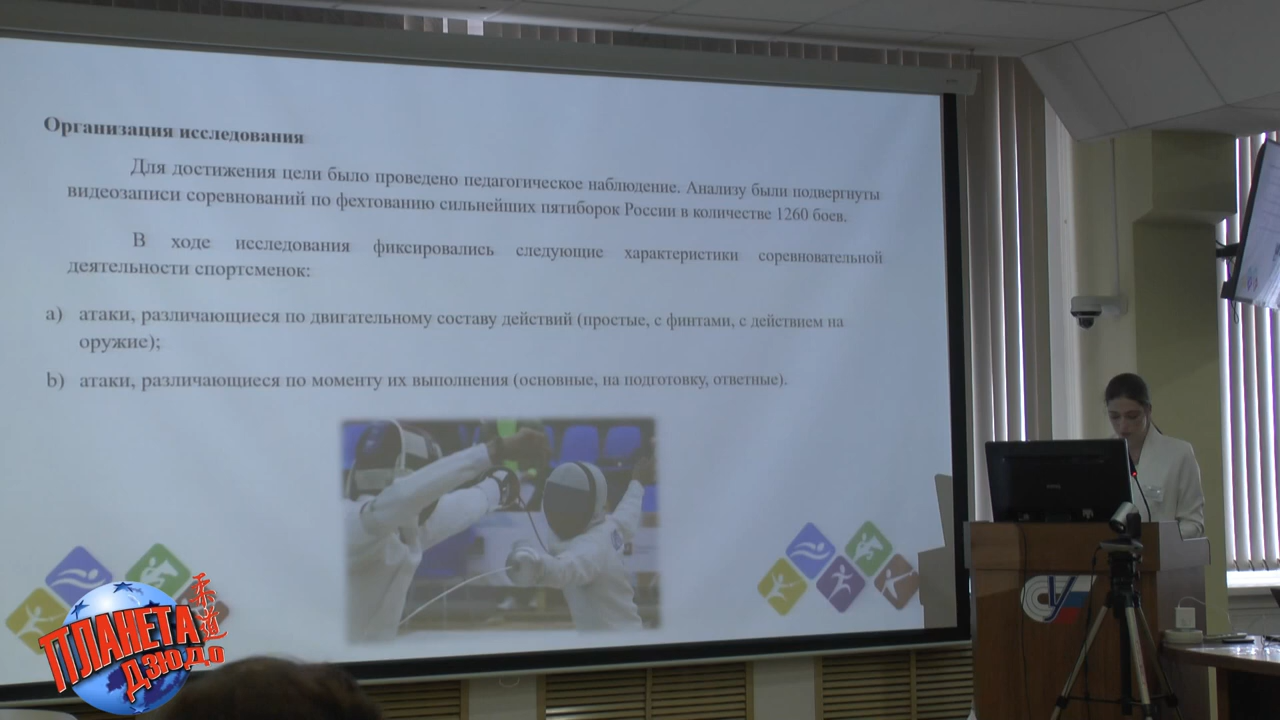 Организация исследования
Для достижения цели было проведено педагогическое наблюдение. Анализу были подвергнуты
видеозаписи соревнований по фехтованию сильнейших пятиборок России в количестве 1260 боев.
В ходе исследования фиксировались следующие характеристики соревновательной
деятельности спортсменок:
a) атаки, различающиеся по двигательному составу действий (простые, с финтами, с действием на
оружие);
b) атаки, различающиеся по моменту их выполнения (основные, на подготовку, ответные).
ПЛАНЕТА
ДЗЮДО
柔道